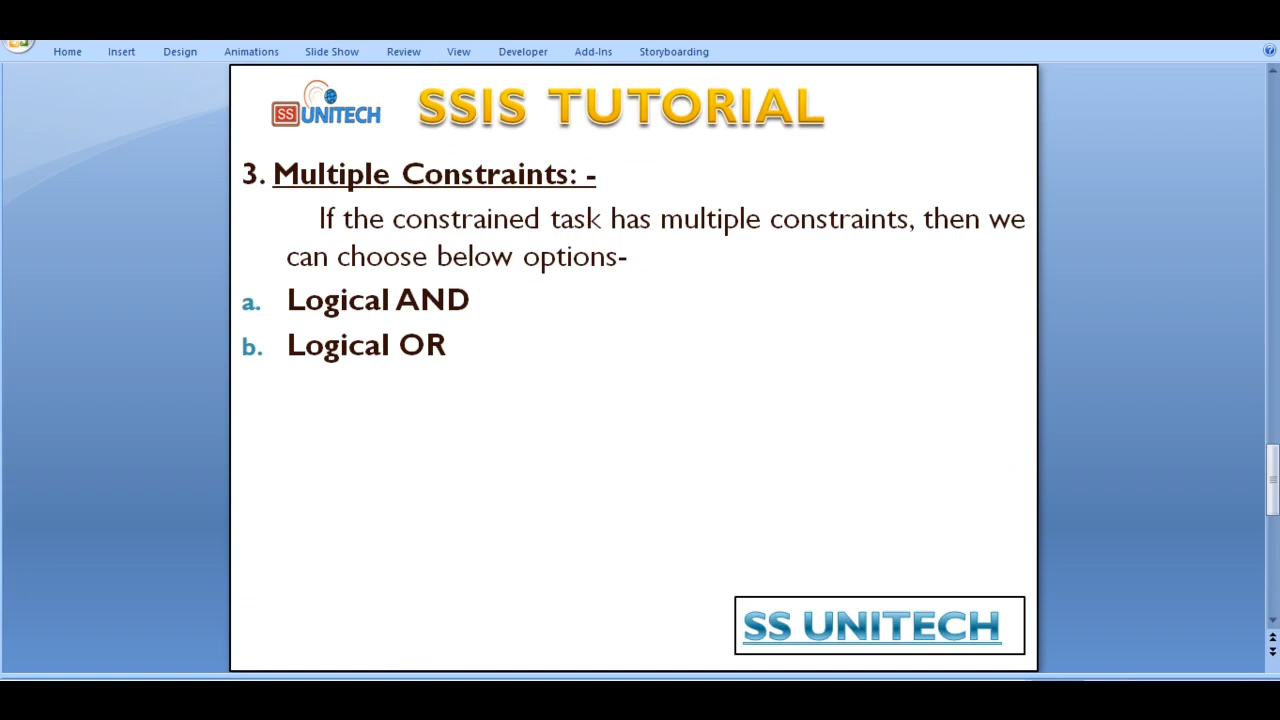 Home Insert Design Animations Slide Show Review View Developer Add-Ins Storyboarding
SS UNITECH
SSIS TUTORIAL
3. Multiple Constraints: -
If the constrained task has multiple constraints, then we
can choose below options-
a. Logical AND
b. Logical OR
SS UNITECH